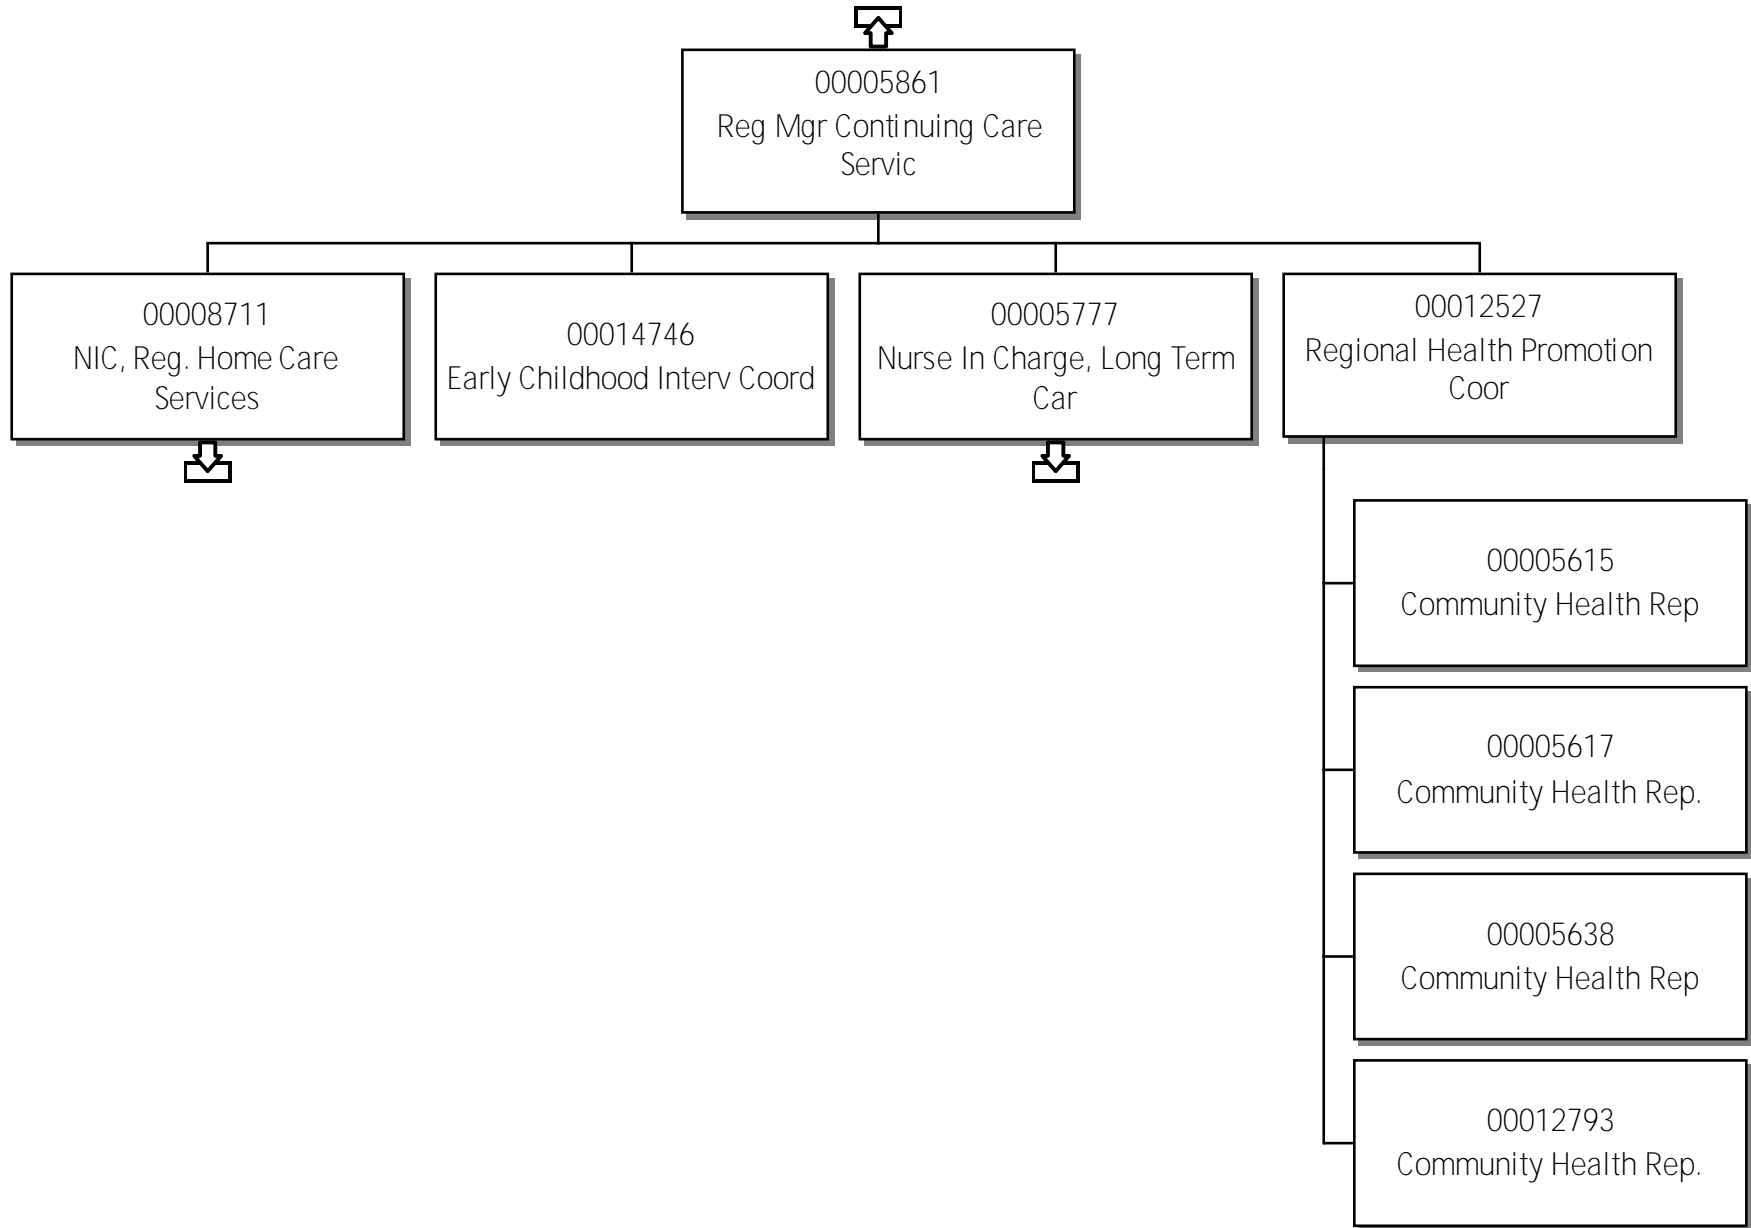 00005861
Reg Mgr Continuing Care
Servic
00008711
NIC, Reg. Home Care
Services
00014746
Early Childhood Interv Coord
00005777
Nurse In Charge, Long Term
Car
00012527
Regional Health Promotion
Coor
00005615
Community Health Rep
00005617
Community Health Rep.
00005638
Community Health Rep
00012793
Community Health Rep.